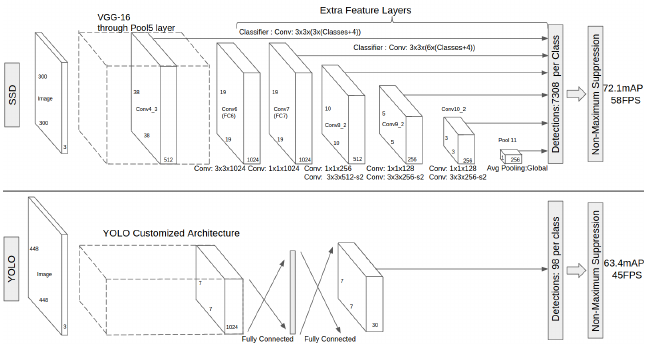 Extra Feature Layers
VGG-16
through Pool5 layer
Classifier : Conv: 3x3x(3x(Classes+4))
Classifier : Conv: 3x3x(6x(Classes+4))
SSD
300
Image
300
3
38
Conv4_3
38
512
19
Conv6
(FC6)
19
1024
19
Conv7
(FC7)
19
1024
10
Conv8_2
10
512
5
Conv9_2
5
256
Conv10_2
3
3
256
Pool 11
1
256
Conv: 3x3x1024
Conv: 1x1x1024
Conv: 1x1x256
Conv: 3x3x512-s2
Conv: 1x1x128
Conv: 3x3x256-s2
Conv: 1x1x128
Conv: 3x3x256-s2
Avg Pooling:Global
Detections:7308 per Class
Non-Maximum Suppression
72.1mAP
58FPS
YOLO
448
Image
448
3
YOLO Customized Architecture
7
7
1024
Fully Connected
Fully Connected
7
7
30
Detections: 98 per class
Non-Maximum Suppression
63.4mAP
45FPS